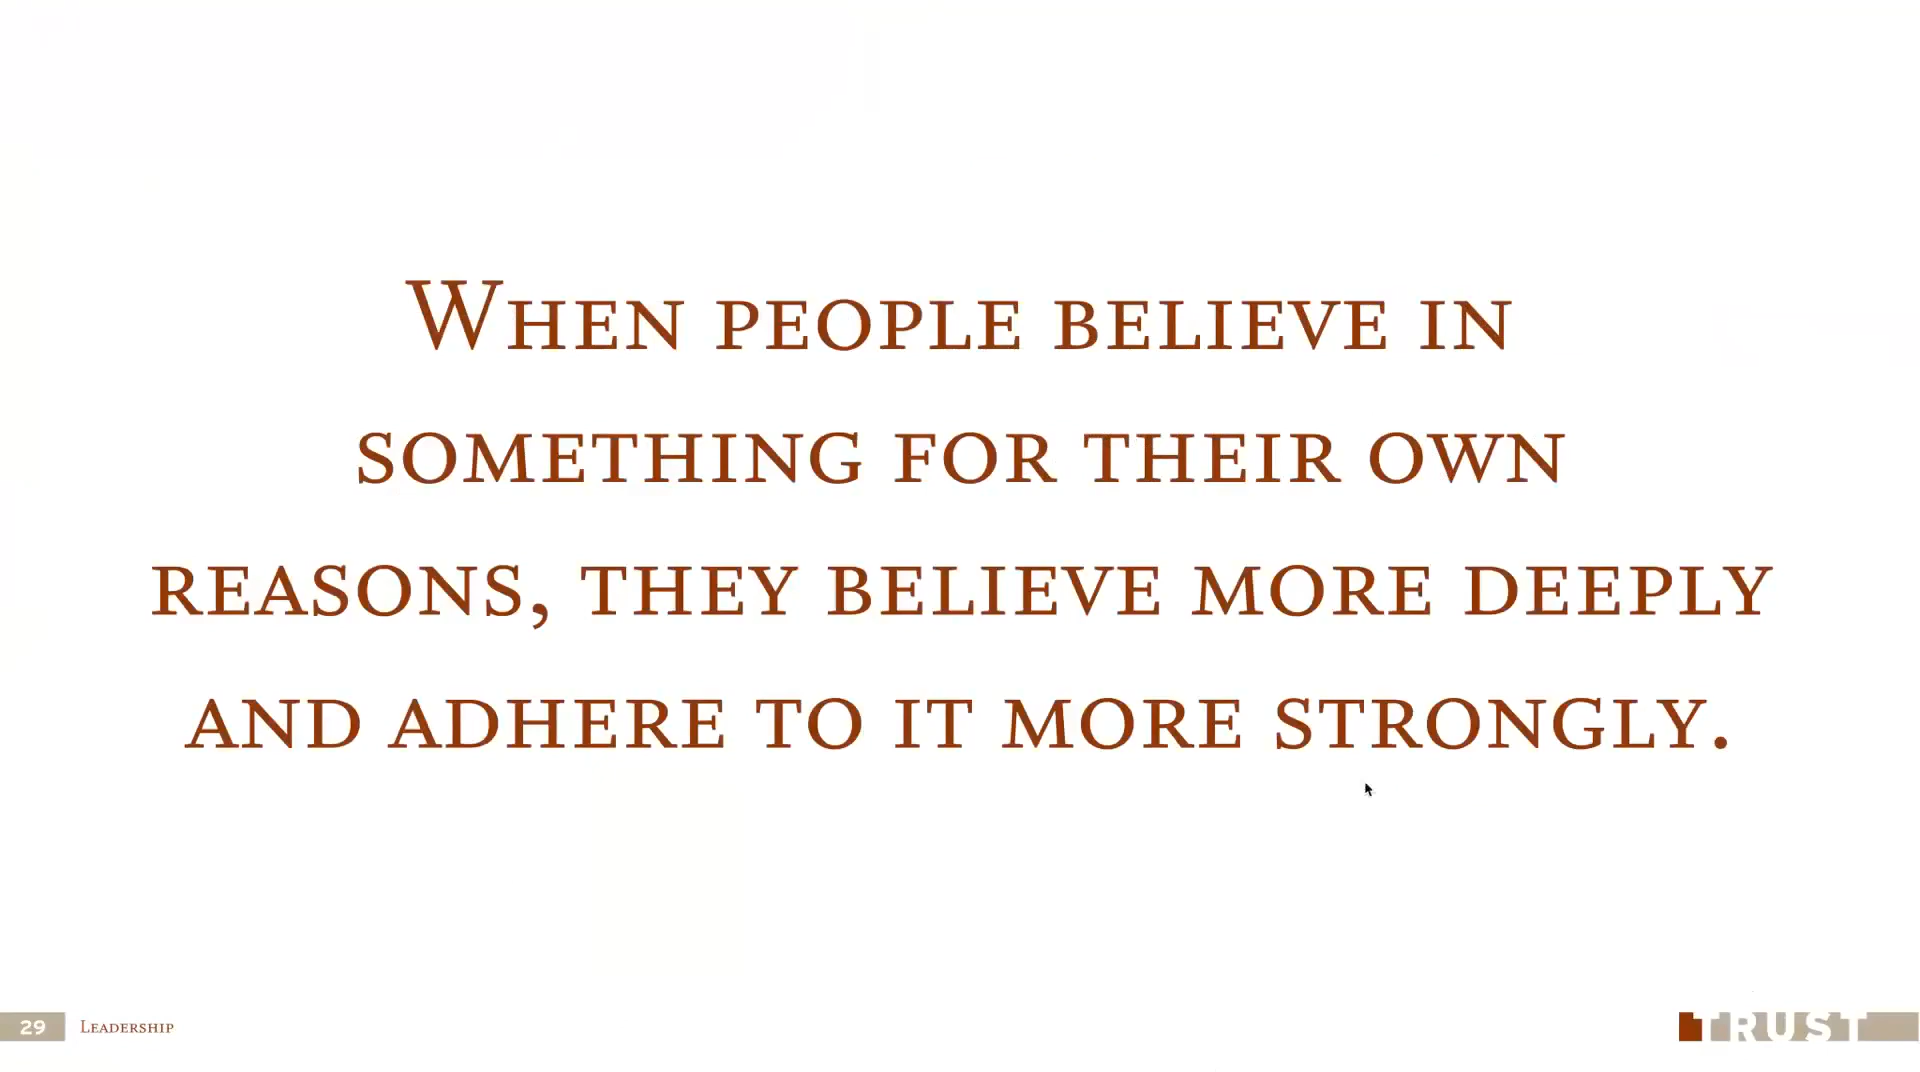 When people believe in
something for their own
reasons, they believe more deeply
and adhere to it more strongly.
29 Leadership
TRUST